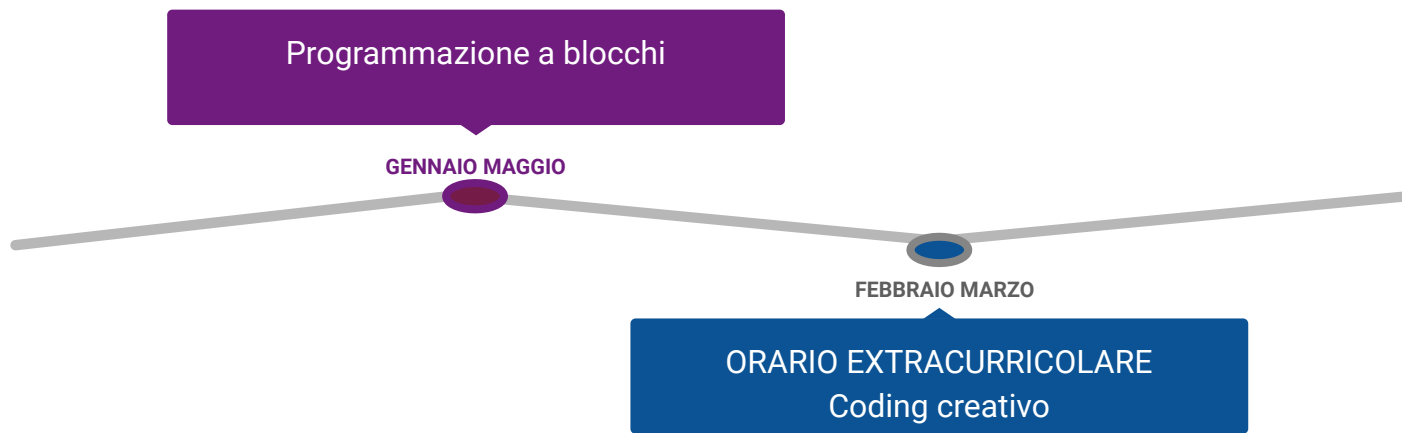 Programmazione a blocchi
GENNAIO MAGGIO
FEBBRAIO MARZO
ORARIO EXTRACURRICOLARE
Coding creativo